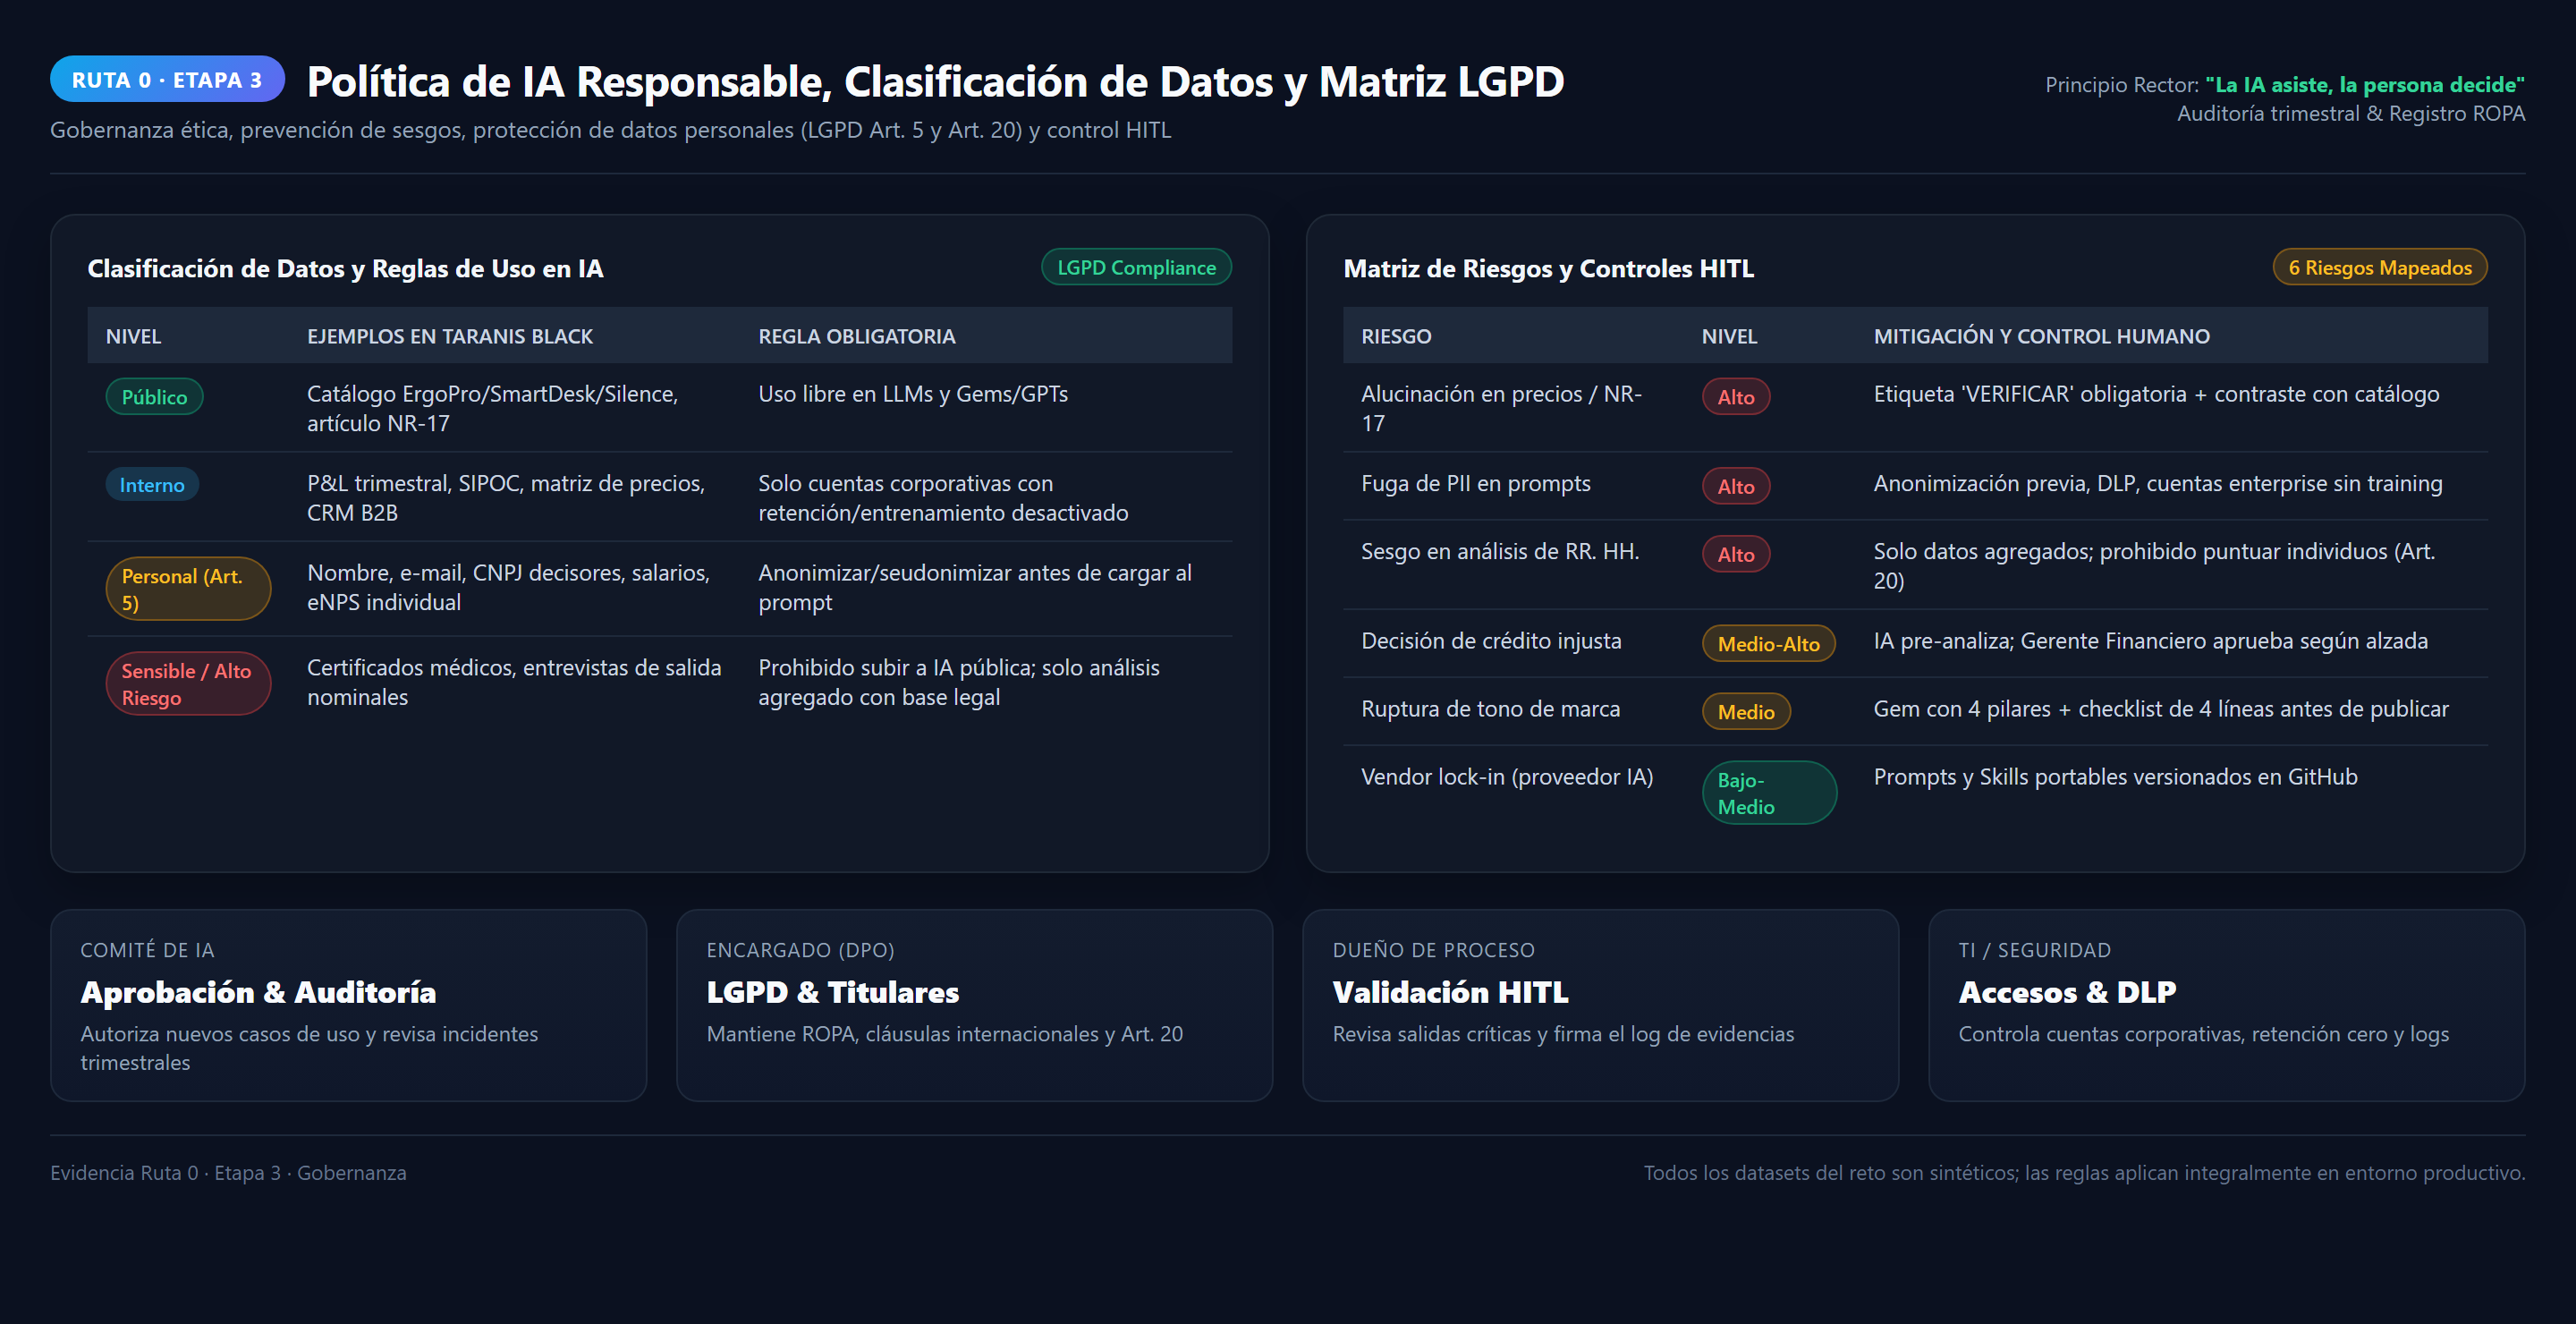 RUTA 0 · ETAPA 3
Política de IA Responsable, Clasificación de Datos y Matriz LGPD
Gobernanza ética, prevención de sesgos, protección de datos personales (LGPD Art. 5 y Art. 20) y control HITL
Principio Rector: "La IA asiste, la persona decide"
Auditoría trimestral & Registro ROPA
Clasificación de Datos y Reglas de Uso en IA
LGPD Compliance
NIVEL
EJEMPLOS EN TARANIS BLACK
REGLA OBLIGATORIA
Público
Catálogo ErgoPro/SmartDesk/Silence,
artículo NR-17
Uso libre en LLMs y Gems/GPTs
Interno
P&L trimestral, SIPOC, matriz de precios,
CRM B2B
Solo cuentas corporativas con
retención/entrenamiento desactivado
Personal (Art.
5)
Nombre, e-mail, CNPJ decisores, salarios,
eNPS individual
Anonimizar/seudonimizar antes de cargar al
prompt
Sensible / Alto
Riesgo
Certificados médicos, entrevistas de salida
nominales
Prohibido subir a IA pública; solo análisis
agregado con base legal
Matriz de Riesgos y Controles HITL
6 Riesgos Mapeados
RIESGO
NIVEL
MITIGACIÓN Y CONTROL HUMANO
Alucinación en precios / NR-
17
Alto
Etiqueta 'VERIFICAR' obligatoria + contraste con catálogo
Fuga de PII en prompts
Alto
Anonimización previa, DLP, cuentas enterprise sin training
Sesgo en análisis de RR. HH.
Alto
Solo datos agregados; prohibido puntuar individuos (Art.
20)
Decisión de crédito injusta
Medio-Alto
IA pre-analiza; Gerente Financiero aprueba según alzada
Ruptura de tono de marca
Medio
Gem con 4 pilares + checklist de 4 líneas antes de publicar
Vendor lock-in (proveedor IA)
Bajo-
Medio
Prompts y Skills portables versionados en GitHub
COMITÉ DE IA
Aprobación & Auditoría
Autoriza nuevos casos de uso y revisa incidentes
trimestrales
ENCARGADO (DPO)
LGPD & Titulares
Mantiene ROPA, cláusulas internacionales y Art. 20
DUEÑO DE PROCESO
Validación HITL
Revisa salidas críticas y firma el log de evidencias
TI / SEGURIDAD
Accesos & DLP
Controla cuentas corporativas, retención cero y logs
Evidencia Ruta 0 · Etapa 3 · Gobernanza
Todos los datasets del reto son sintéticos; las reglas aplican integralmente en entorno productivo.